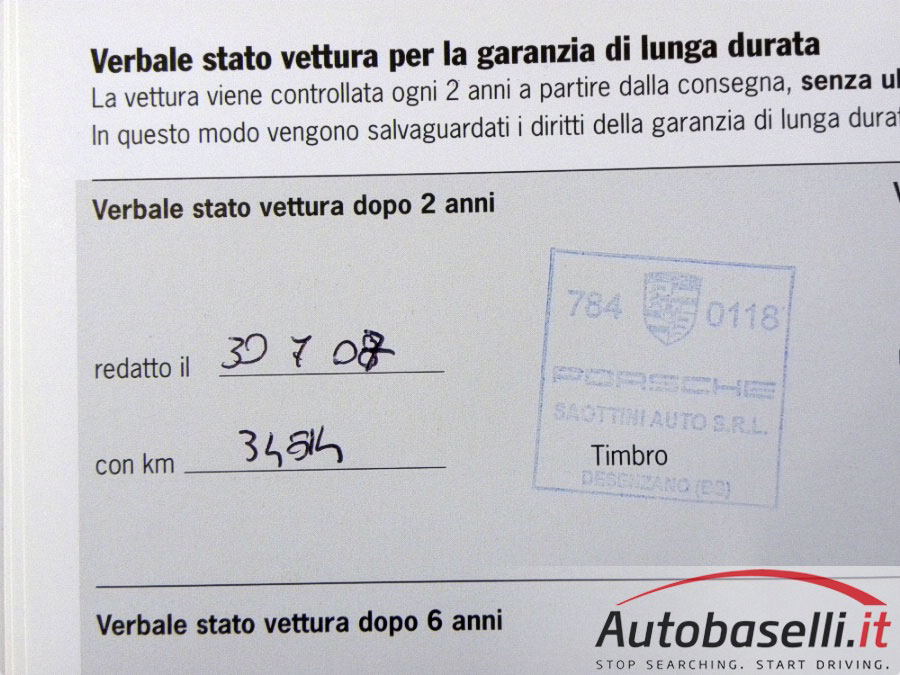 Verbale stato vettura per la garanzia di lunga durata
La vettura viene controllata ogni 2 anni a partire dalla consegna, senza ul
In questo modo vengono salvaguardati i diritti della garanzia di lunga durat
Verbale stato vettura dopo 2 anni
784 0118
PORSCHE
SAOTTINI AUTO S.R.L.
DESENZANO (BS)
Timbro
redatto il 30 7
con km
Verbale stato vettura dopo 6 anni
Autobaselli.it
STOP SEARCHING. START DRIVING.